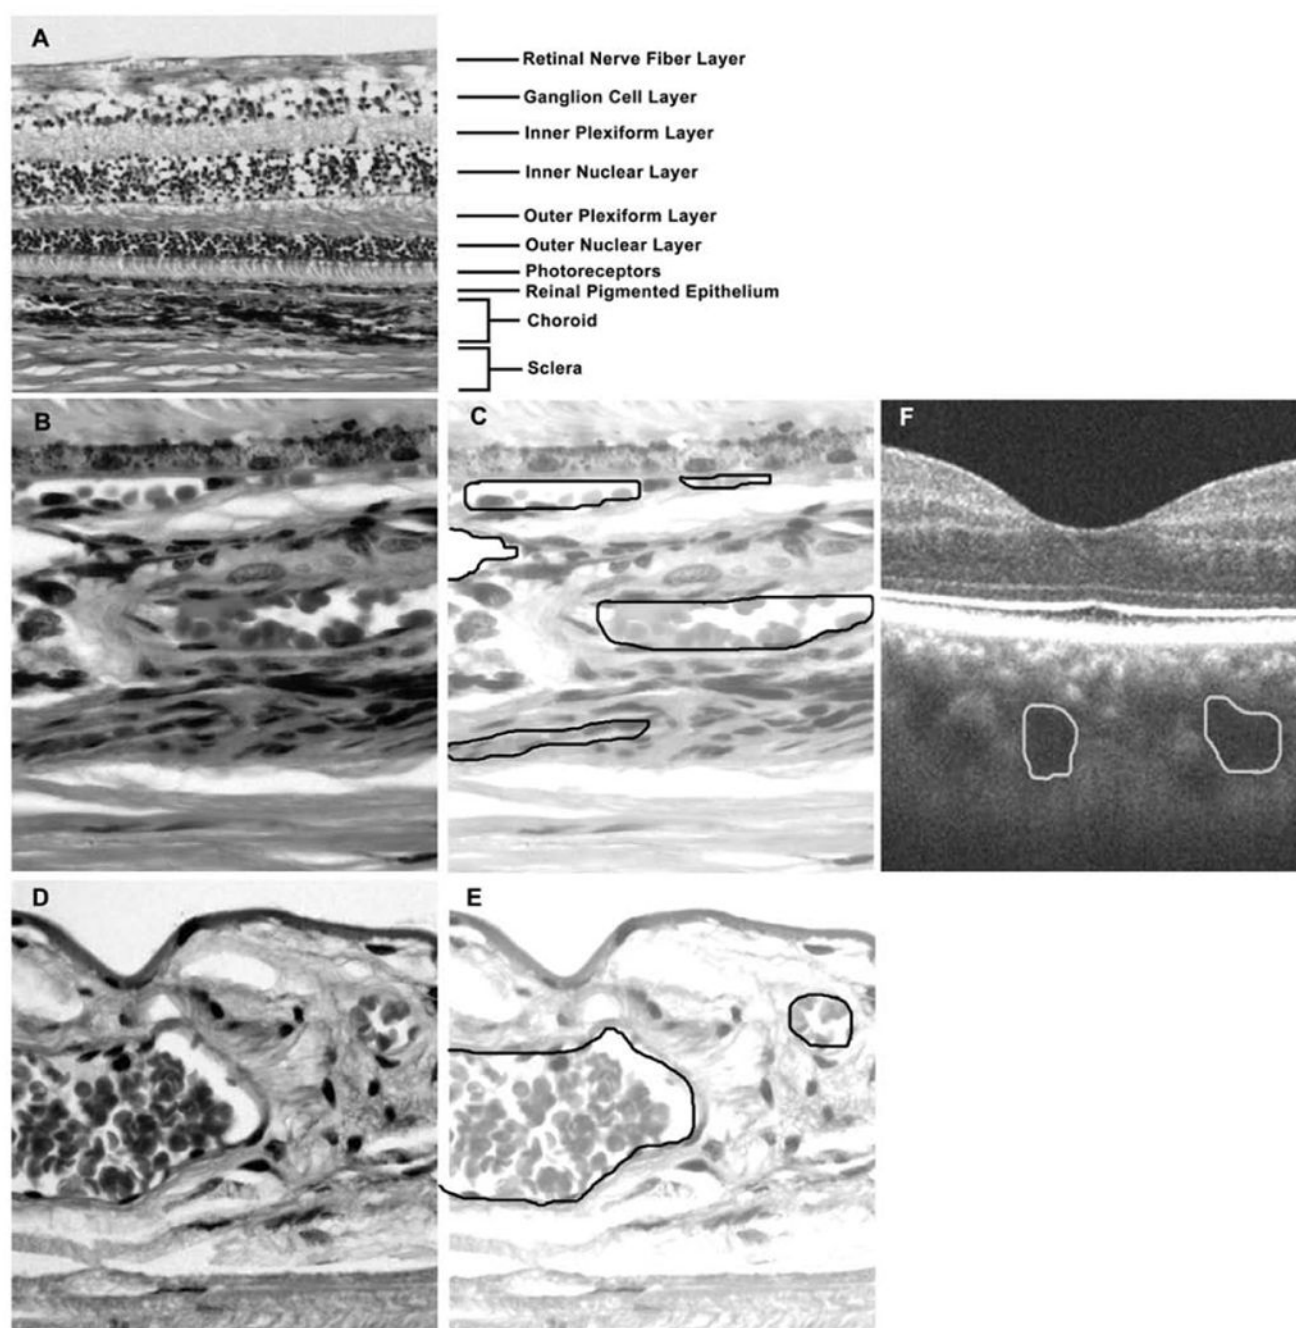 A
Retinal Nerve Fiber Layer
Ganglion Cell Layer
Inner Plexiform Layer
Inner Nuclear Layer
Outer Plexiform Layer
Outer Nuclear Layer
Photoreceptors
Reinal Pigmented Epithelium
Choroid
Sclera
B
C
F
D
E